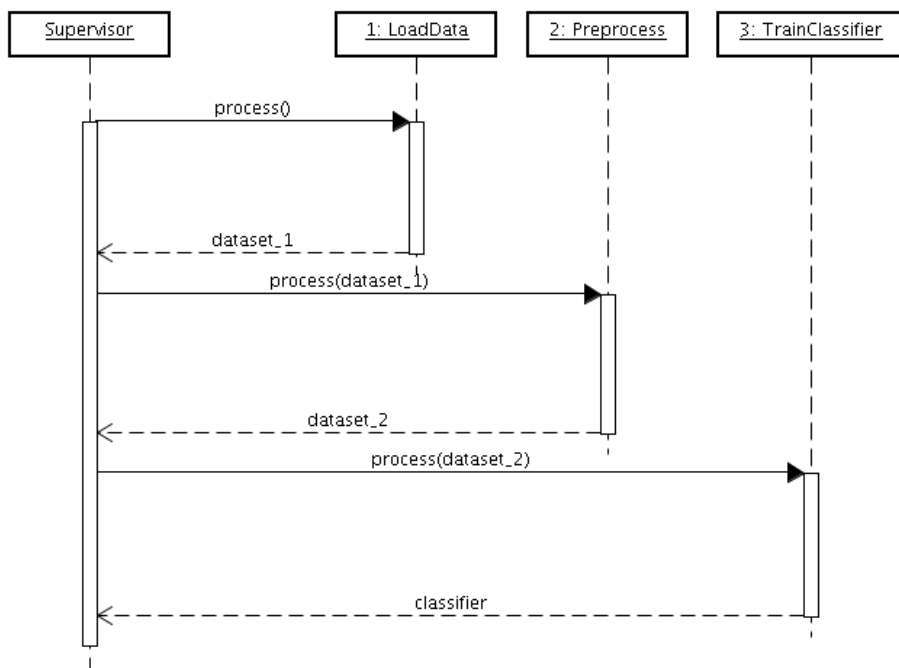 Supervisor
1: LoadData
2: Preprocess
3: TrainClassifier
process()
dataset_1
process(dataset_1)
dataset_2
process(dataset_2)
classifier